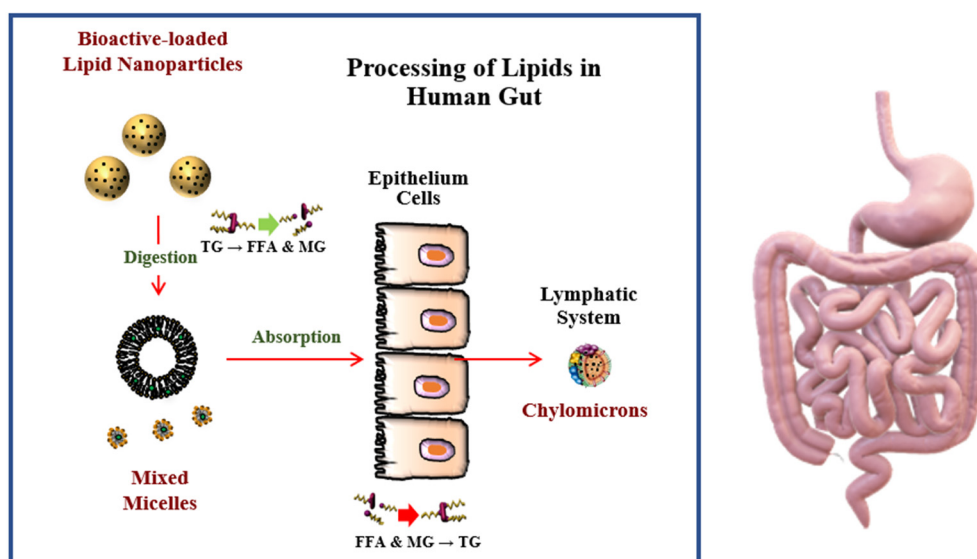 Bioactive-loaded
Lipid Nanoparticles
Processing of Lipids in
Human Gut
TG → FFA & MG
Digestion
Epithelium
Cells
Absorption
Lymphatic
System
Chylomicrons
Mixed
Micelles
FFA & MG → TG